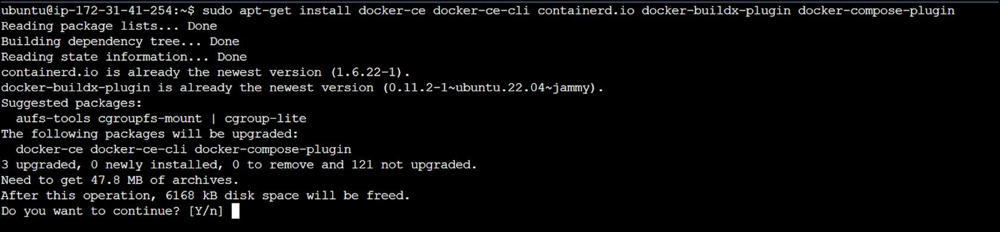 ubuntu@ip-172-31-41-254:~$ sudo apt-get install docker-ce docker-ce-cli containerd.io docker-buildx-plugin docker-compose-plugin
Reading package lists... Done
Building dependency tree... Done
Reading state information... Done
containerd.io is already the newest version (1.6.22-1).
docker-buildx-plugin is already the newest version (0.11.2-1~ubuntu.22.04~jammy).
Suggested packages:
  aufs-tools cgroupfs-mount | cgroup-lite
The following packages will be upgraded:
  docker-ce docker-ce-cli docker-compose-plugin
3 upgraded, 0 newly installed, 0 to remove and 121 not upgraded.
Need to get 47.8 MB of archives.
After this operation, 6168 kB disk space will be freed.
Do you want to continue? [Y/n]